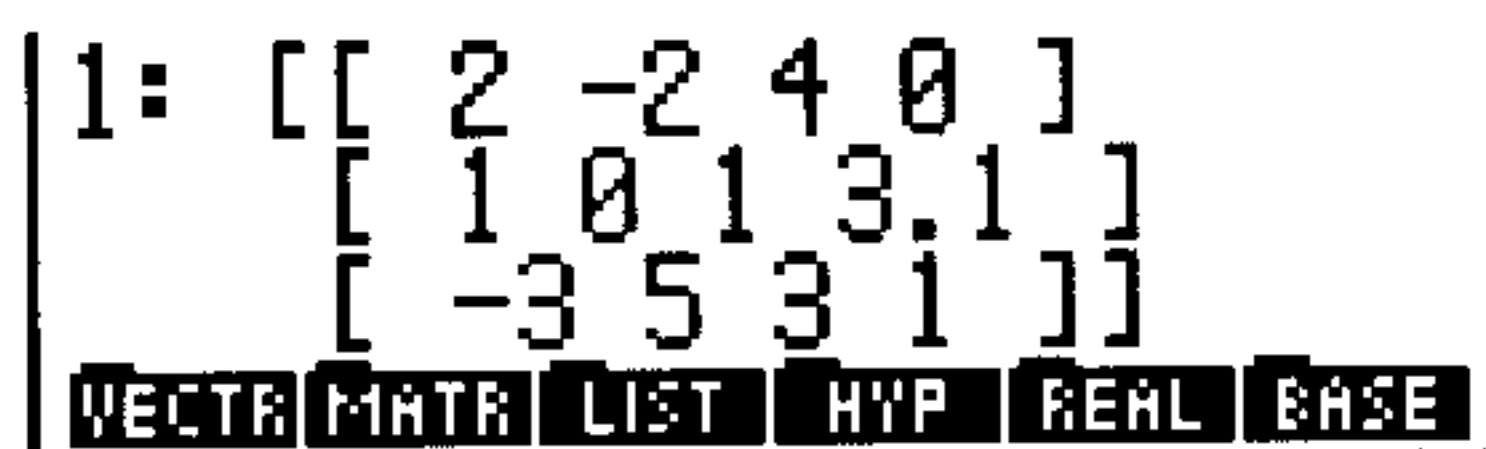 1: [[ 2 -2 4 0 ]
[ 1 0 1 3.1 ]
[ -3 5 3 1 ]]
VECTR MATR LIST HYP REAL BASE